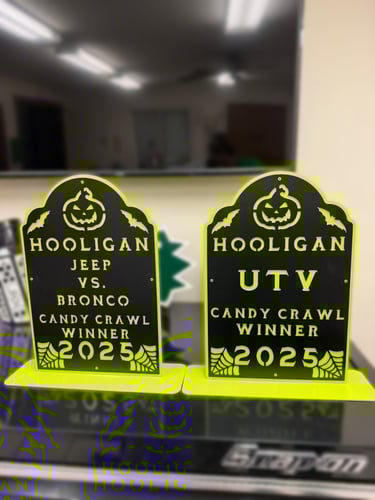 HOOLIGAN
JEEP
VS.
BRONCO
CANDY CRAWL
WINNER
2025
HOOLIGAN
UTV
CANDY CRAWL
WINNER
2025
Snap-on